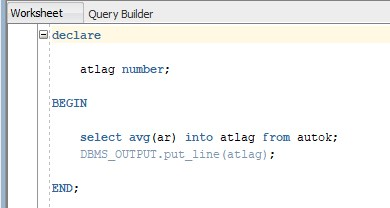 Worksheet Query Builder
declare
atlag number;
BEGIN
select avg(ar) into atlag from autok;
DBMS_OUTPUT.put_line(atlag);
END;